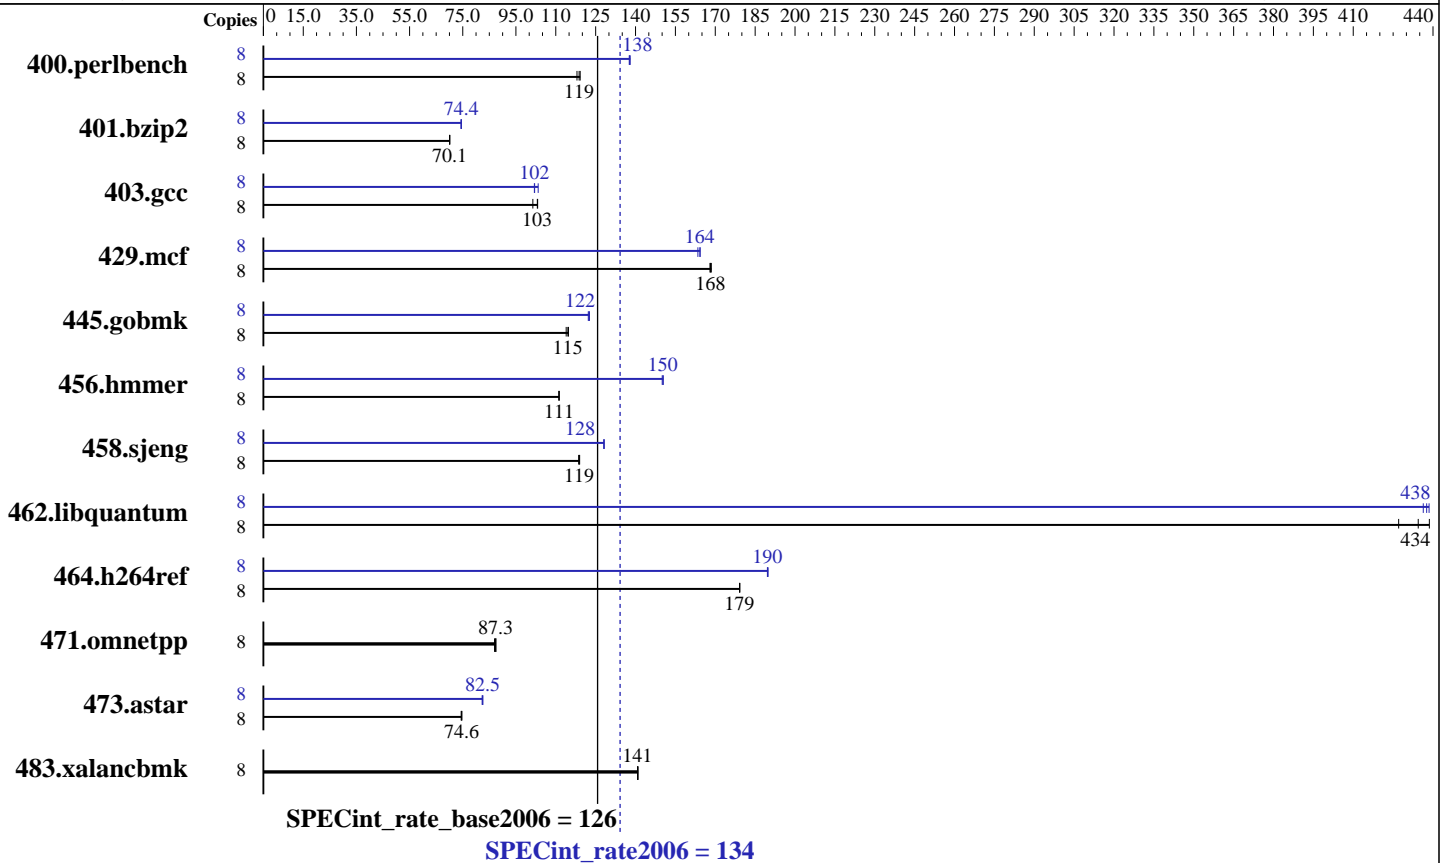 Copies 0 15.0 35.0 55.0 75.0 95.0 110 125 140 155 170 185 200 215 230 245 260 275 290 305 320 335 350 365 380 395 410 440
400.perlbench 8 138
8 119
401.bzip2 8 74.4
8 70.1
403.gcc 8 102
8 103
429.mcf 8 164
8 168
445.gobmk 8 122
8 115
456.hmmer 8 150
8 111
458.sjeng 8 128
8 119
462.libquantum 8 438
8 434
464.h264ref 8 190
8 179
471.omnetpp 8 87.3
473.astar 8 82.5
8 74.6
483.xalancbmk 8 141
SPECint_rate_base2006 = 126
SPECint_rate2006 = 134